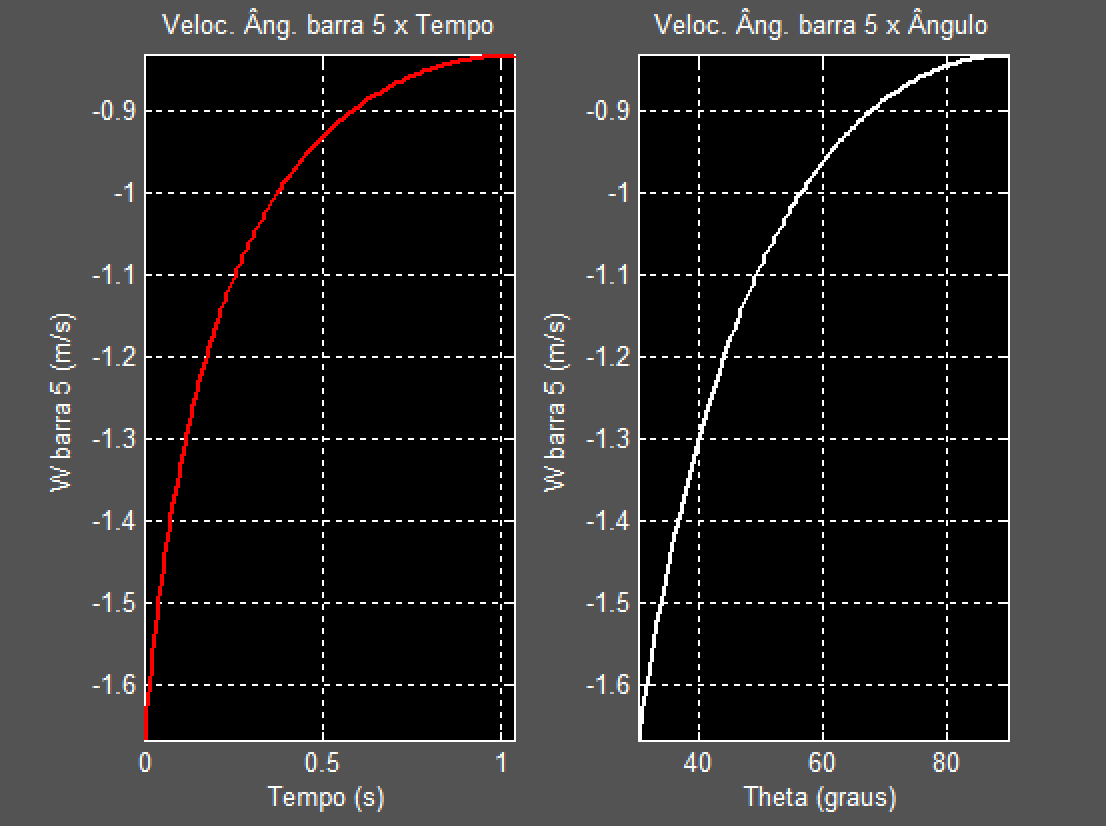 Veloc. Âng. barra 5 x Tempo
-0.9
-1
-1.1
-1.2
-1.3
-1.4
-1.5
-1.6
W barra 5 (m/s)
0 0.5 1
Tempo (s)
Veloc. Âng. barra 5 x Ângulo
-0.9
-1
-1.1
-1.2
-1.3
-1.4
-1.5
-1.6
W barra 5 (m/s)
40 60 80
Theta (graus)